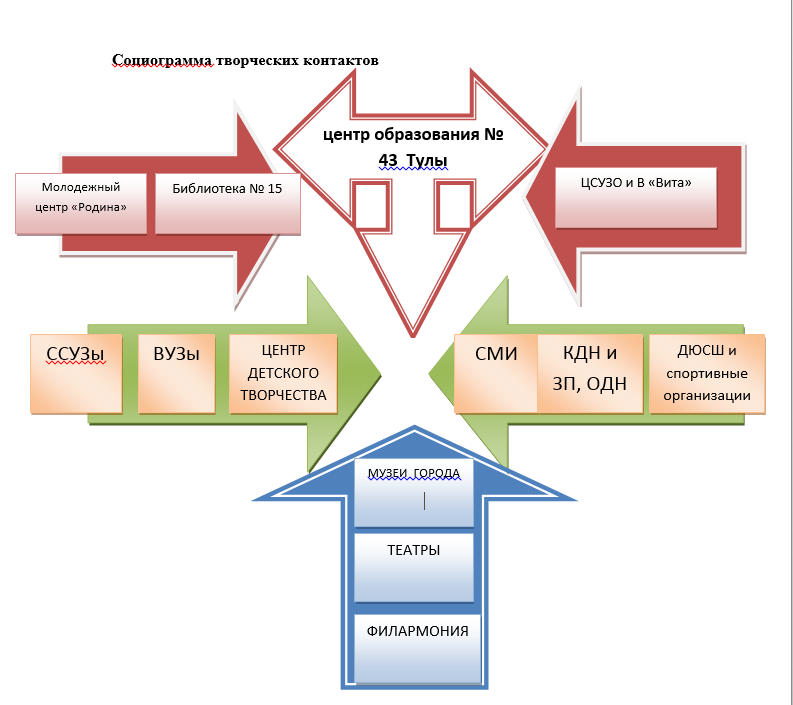 Социограмма творческих контактов
центр образования №
43 Тулы
Молодежный
центр «Родина»
Библиотека № 15
ЦСУЗО и В «Вита»
ССУЗы
ВУЗы
ЦЕНТР
ДЕТСКОГО
ТВОРЧЕСТВА
СМИ
КДН и
ЗП, ОДН
ДЮСШ и
спортивные
организации
МУЗЕИ ГОРОДА
ТЕАТРЫ
ФИЛАРМОНИЯ